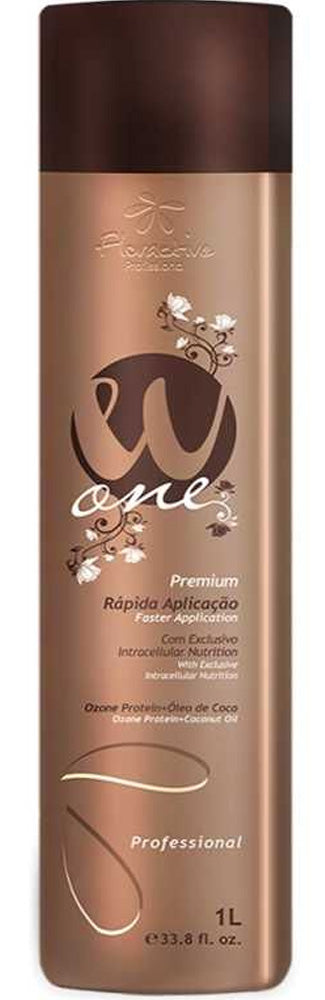 Floractive
Profissional
W
one
Premium
Rápida Aplicação
Faster Application
Com Exclusivo
Intracellular Nutrition
With Exclusive
Intracellular Nutrition
Ozone Protein+Óleo de Coco
Ozone Protein+Coconut Oil
Professional
1L
℮33.8 fl. oz.